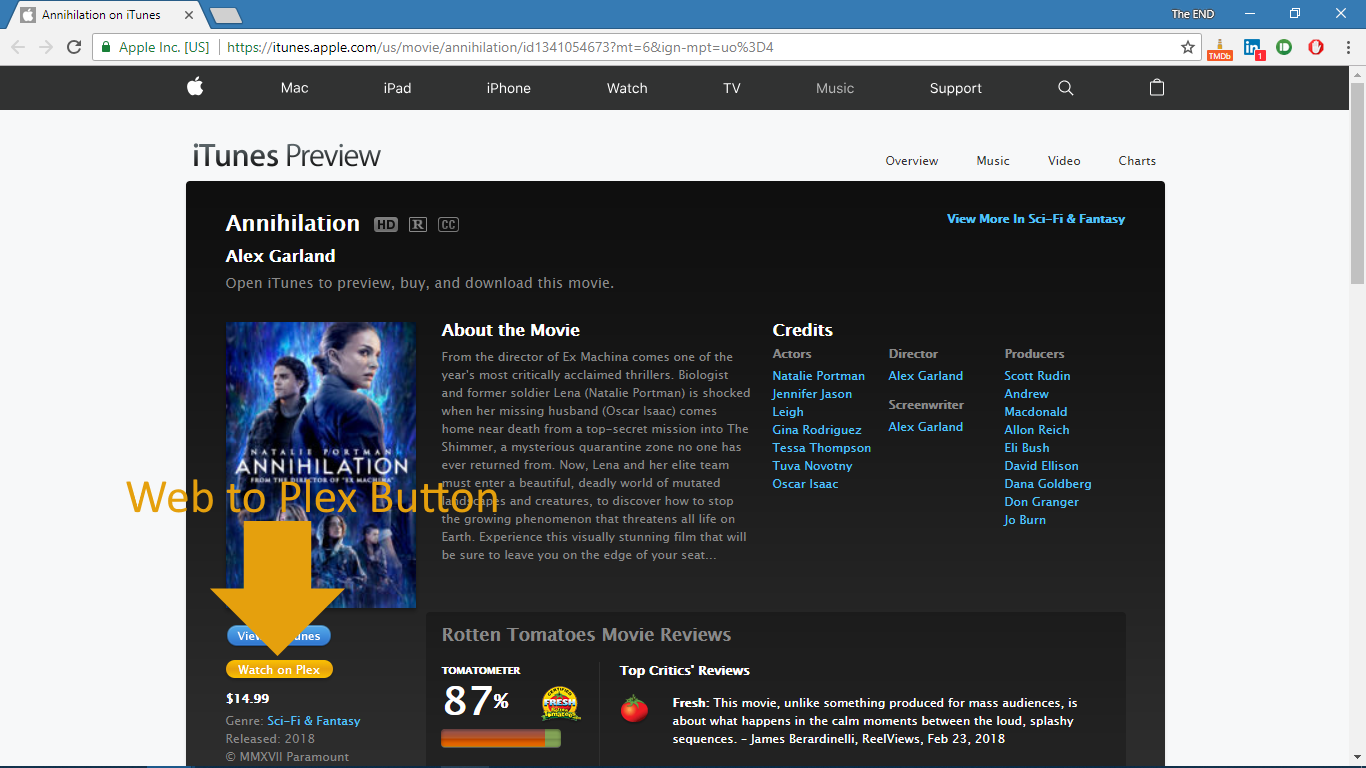 Annihilation on iTunes
The END
Apple Inc. [US]
https://itunes.apple.com/us/movie/annihilation/id1341054673?mt=6&ign-mpt=uo%3D4
TMDb
1
Mac
iPad
iPhone
Watch
TV
Music
Support
iTunes Preview
Overview
Music
Video
Charts
Annihilation HD R CC
View More In Sci-Fi & Fantasy
Alex Garland
Open iTunes to preview, buy, and download this movie.
NATALIE PORTMAN
ANNIHILATION
FROM THE DIRECTOR OF "EX MACHINA"
About the Movie
From the director of Ex Machina comes one of the
year's most critically acclaimed thrillers. Biologist
and former soldier Lena (Natalie Portman) is shocked
when her missing husband (Oscar Isaac) comes
home near death from a top-secret mission into The
Shimmer, a mysterious quarantine zone no one has
ever returned from. Now, Lena and her elite team
must enter a beautiful, deadly world of mutated
landscapes and creatures, to discover how to stop
the growing phenomenon that threatens all life on
Earth. Experience this visually stunning film that will
be sure to leave you on the edge of your seat...
Credits
Actors
Natalie Portman
Jennifer Jason
Leigh
Gina Rodriguez
Tessa Thompson
Tuva Novotny
Oscar Isaac
Director
Alex Garland
Screenwriter
Alex Garland
Producers
Scott Rudin
Andrew
Macdonald
Allon Reich
Eli Bush
David Ellison
Dana Goldberg
Don Granger
Jo Burn
Web to Plex Button
View iTunes
Watch on Plex
$14.99
Genre: Sci-Fi & Fantasy
Released: 2018
© MMXVII Paramount
Rotten Tomatoes Movie Reviews
TOMATOMETER
87%
CERTIFIED
FRESH
Rotten
Tomatoes
Top Critics' Reviews
Fresh: This movie, unlike something produced for mass audiences, is
about what happens in the calm moments between the loud, splashy
sequences. – James Berardinelli, ReelViews, Feb 23, 2018